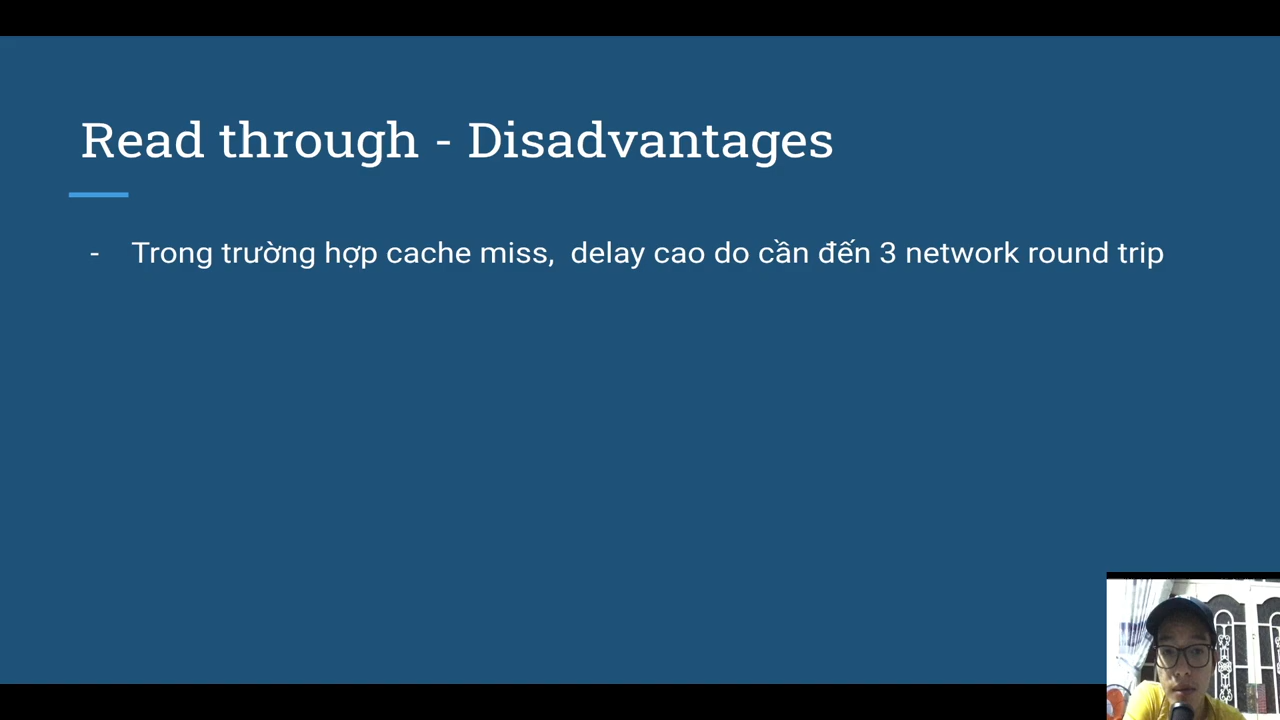 Read through - Disadvantages
- Trong trường hợp cache miss, delay cao do cần đến 3 network round trip